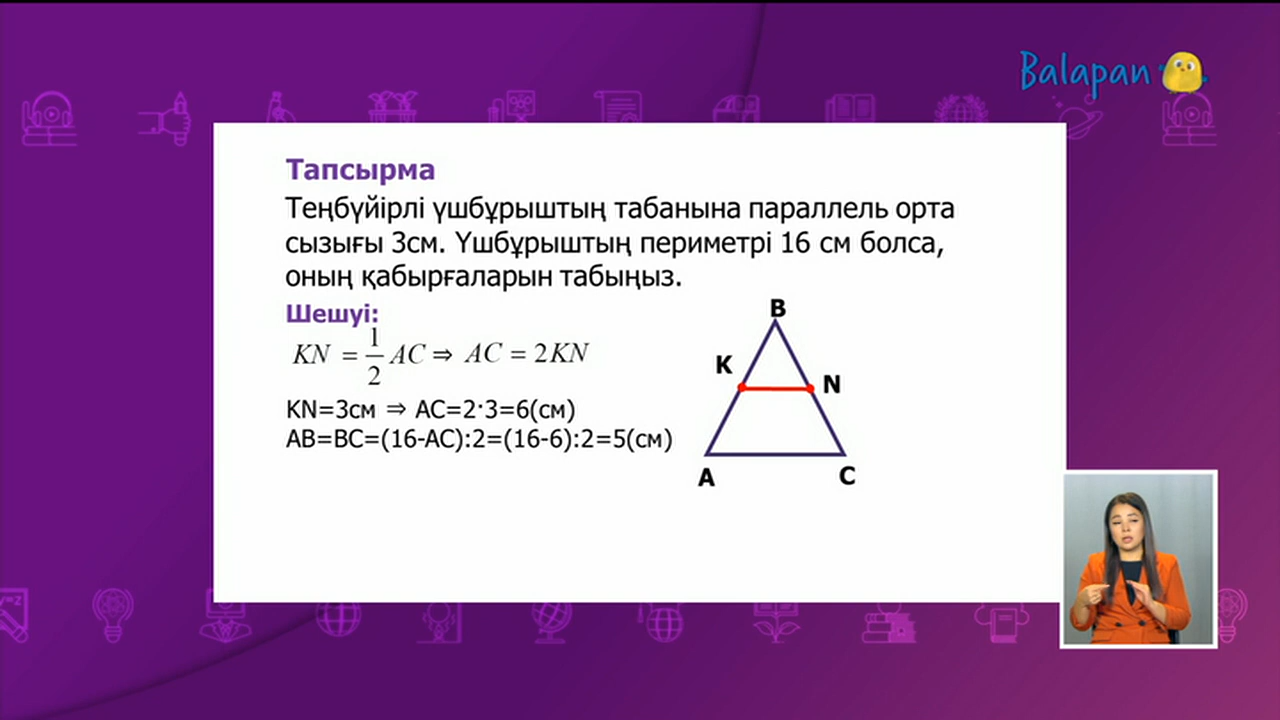 Balapan
Тапсырма
Теңбүйірлі үшбұрыштың табанына параллель орта
сызығы 3см. Үшбұрыштың периметрі 16 см болса,
оның қабырғаларын табыңыз.
Шешуі:
KN = 1/2 AC ⇒ AC = 2KN
KN=3см ⇒ AC=2·3=6(см)
AB=BC=(16-AC):2=(16-6):2=5(см)
B
K
N
A
C